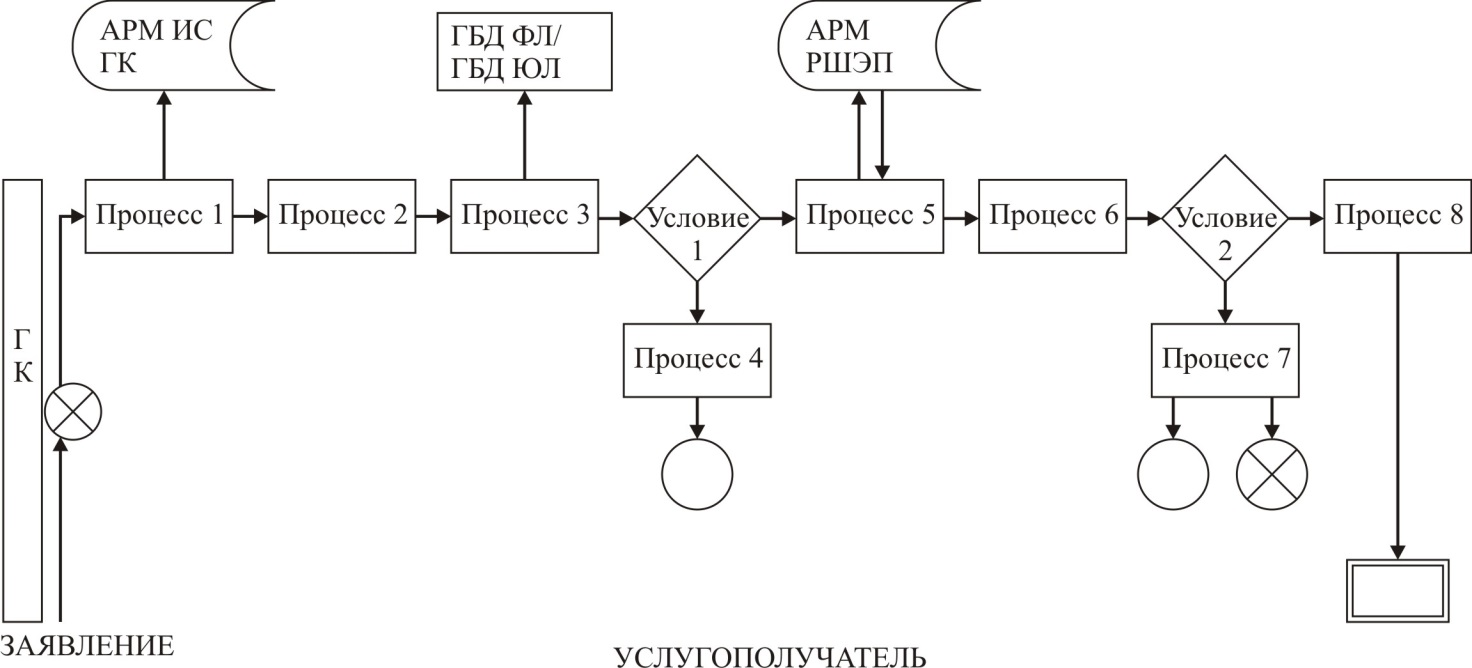 АРМ ИС
ГК
ГБД ФЛ/
ГБД ЮЛ
АРМ
РШЭП
Процесс 1
Процесс 2
Процесс 3
Условие
1
Процесс 5
Процесс 6
Условие
2
Процесс 8
Г
К
Процесс 4
Процесс 7
ЗАЯВЛЕНИЕ
УСЛУГОПОЛУЧАТЕЛЬ